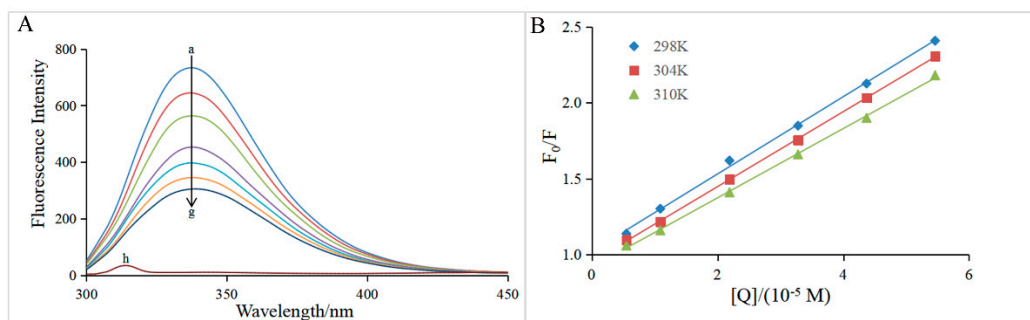 A
Fluorescence Intensity
800
600
400
200
0
a
g
h
300
350
400
450
Wavelength/nm
B
F₀/F
2.5
2.0
1.5
1.0
298K
304K
310K
0
2
4
6
[Q]/(10⁻⁵ M)